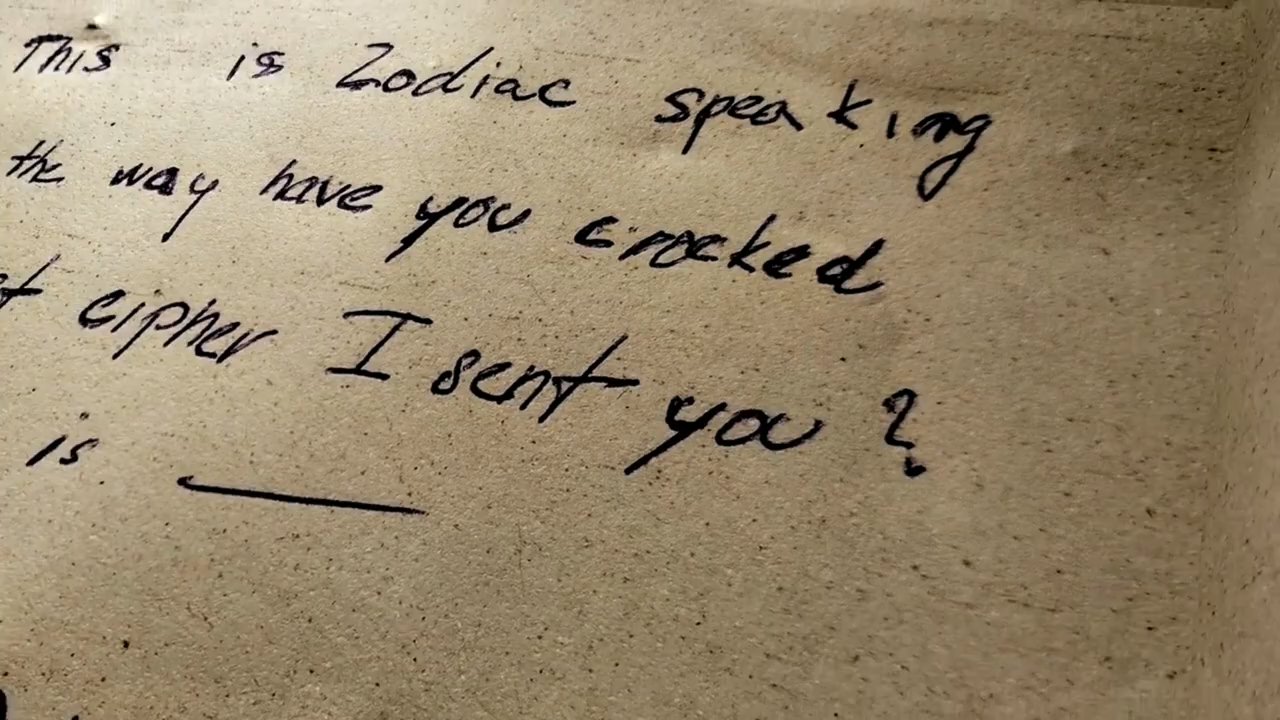 This is Zodiac speaking
the way have you cracked
cipher I sent you?
is